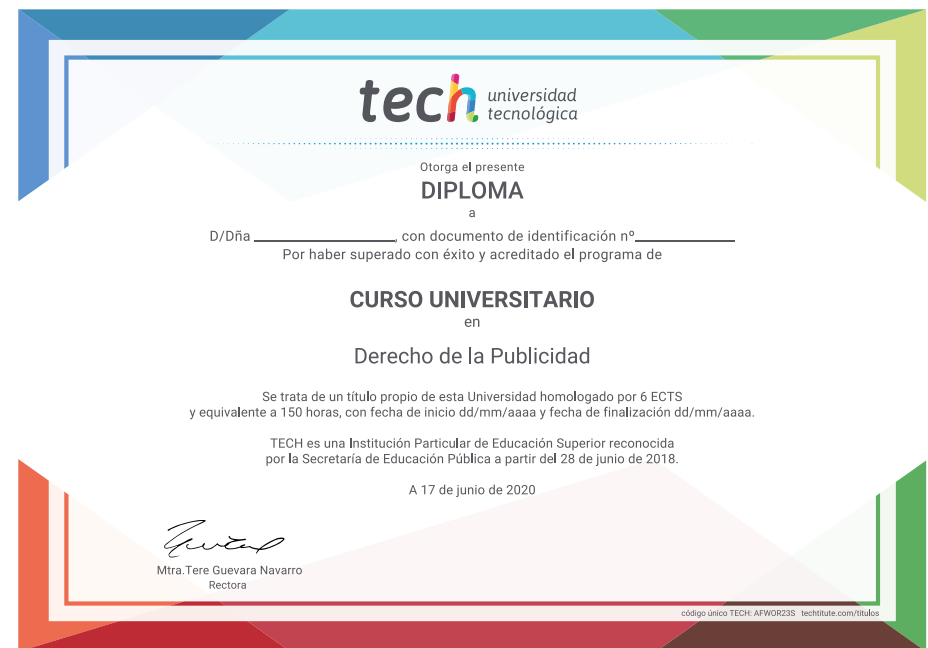 tech universidad
tecnológica
Otorga el presente
DIPLOMA
a
D/Dña ____________, con documento de identificación nº____________
Por haber superado con éxito y acreditado el programa de
CURSO UNIVERSITARIO
en
Derecho de la Publicidad
Se trata de un título propio de esta Universidad homologado por 6 ECTS
y equivalente a 150 horas, con fecha de inicio dd/mm/aaaa y fecha de finalización dd/mm/aaaa.
TECH es una Institución Particular de Educación Superior reconocida
por la Secretaría de Educación Pública a partir del 28 de junio de 2018.
A 17 de junio de 2020
Mtra.Tere Guevara Navarro
Rectora
código único TECH: AFWOR23S techtitute.com/titulos